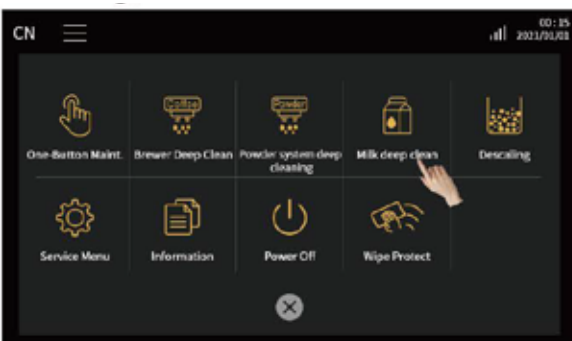 CN
00:15
2021/01/01
Coffee
Powder
One-Button Maint.
Brewer Deep Clean
Powder system deep
cleaning
Milk deep clean
Descaling
Service Menu
Information
Power Off
Wipe Protect